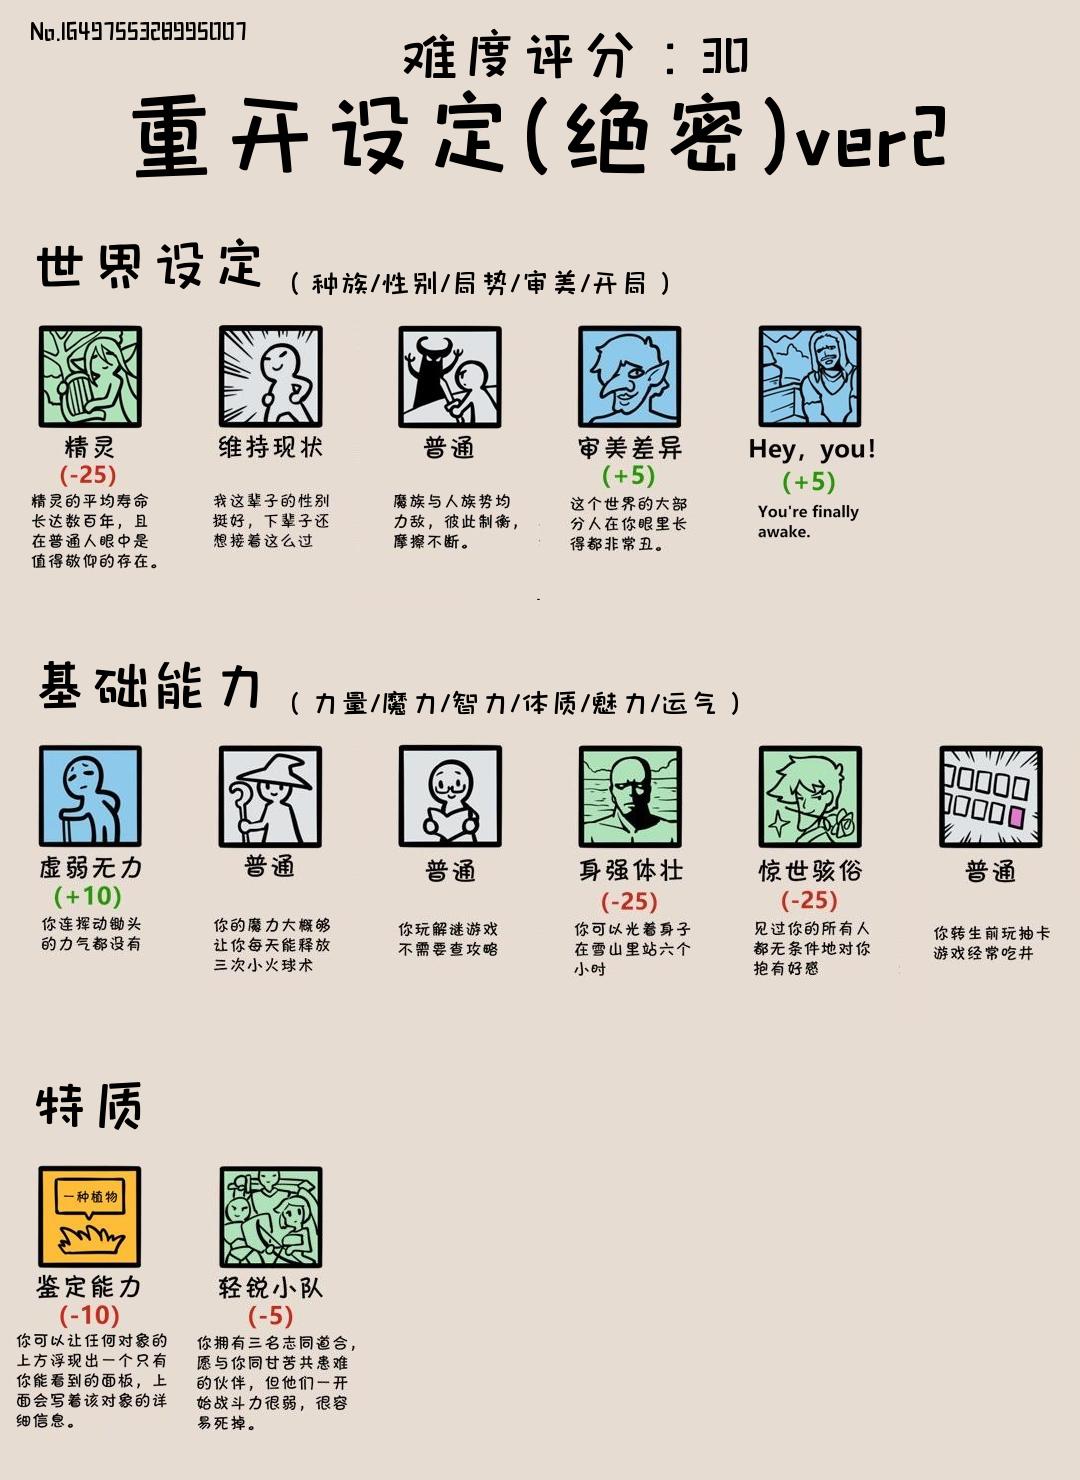 No.1649755328995007
难度评分：30
重开设定(绝密)ver2
世界设定（种族/性别/局势/审美/开局）
精灵
(-25)
精灵的平均寿命
长达数百年，且
在普通人眼中是
值得敬仰的存在。
维持现状
我这辈子的性别
挺好，下辈子还
想接着这么过
普通
魔族与人族势均
力敌，彼此制衡，
摩擦不断。
审美差异
(+5)
这个世界的大部
分人在你眼里长
得都非常丑。
Hey, you!
(+5)
You're finally
awake.
基础能力（力量/魔力/智力/体质/魅力/运气）
虚弱无力
(+10)
你连挥动锄头
的力气都没有
普通
你的魔力大概够
让你每天能释放
三次小火球术
普通
你玩解谜游戏
不需要查攻略
身强体壮
(-25)
你可以光着身子
在雪山里站六个
小时
惊世骇俗
(-25)
见过你的所有人
都无条件地对你
抱有好感
普通
你转生前玩抽卡
游戏经常吃井
特质
一种植物
鉴定能力
(-10)
你可以让任何对象的
上方浮现出一个只有
你能看到的面板，上
面会写着该对象的详
细信息。
轻锐小队
(-5)
你拥有三名志同道合，
愿与你同甘苦共患难
的伙伴，但他们一开
始战斗力很弱，很容
易死掉。